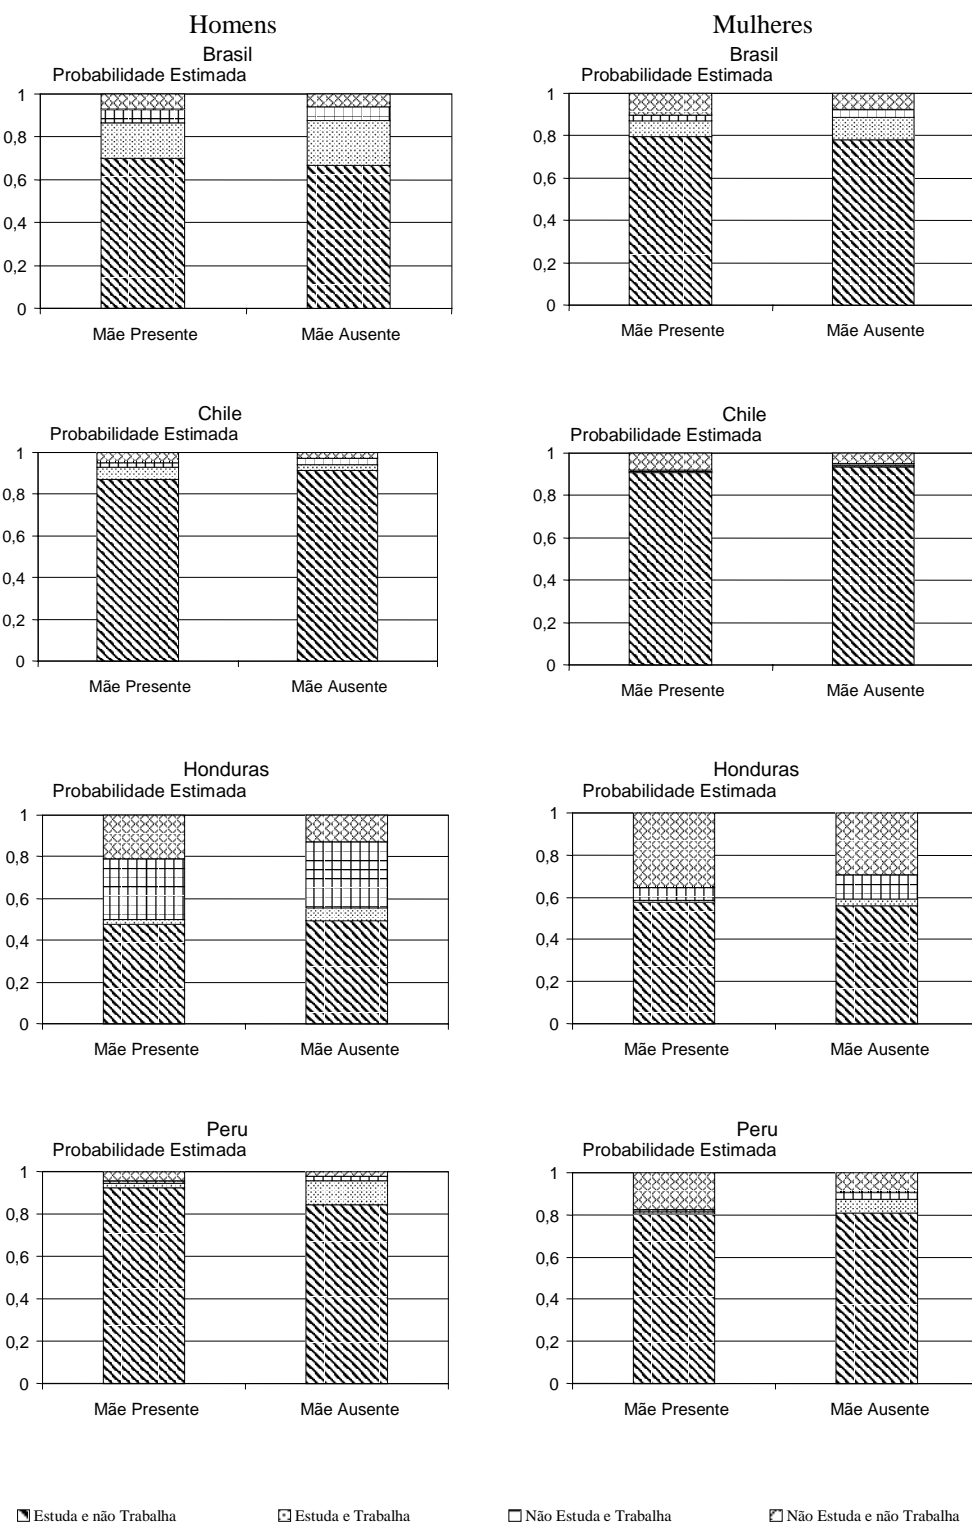 Homens
Mulheres
Brasil
Probabilidade Estimada
1
0,8
0,6
0,4
0,2
0
Mãe Presente Mãe Ausente
Brasil
Probabilidade Estimada
1
0,8
0,6
0,4
0,2
0
Mãe Presente Mãe Ausente
Chile
Probabilidade Estimada
1
0,8
0,6
0,4
0,2
0
Mãe Presente Mãe Ausente
Chile
Probabilidade Estimada
1
0,8
0,6
0,4
0,2
0
Mãe Presente Mãe Ausente
Honduras
Probabilidade Estimada
1
0,8
0,6
0,4
0,2
0
Mãe Presente Mãe Ausente
Honduras
Probabilidade Estimada
1
0,8
0,6
0,4
0,2
0
Mãe Presente Mãe Ausente
Peru
Probabilidade Estimada
1
0,8
0,6
0,4
0,2
0
Mãe Presente Mãe Ausente
Peru
Probabilidade Estimada
1
0,8
0,6
0,4
0,2
0
Mãe Presente Mãe Ausente
Estuda e não Trabalha Estuda e Trabalha Não Estuda e Trabalha Não Estuda e não Trabalha